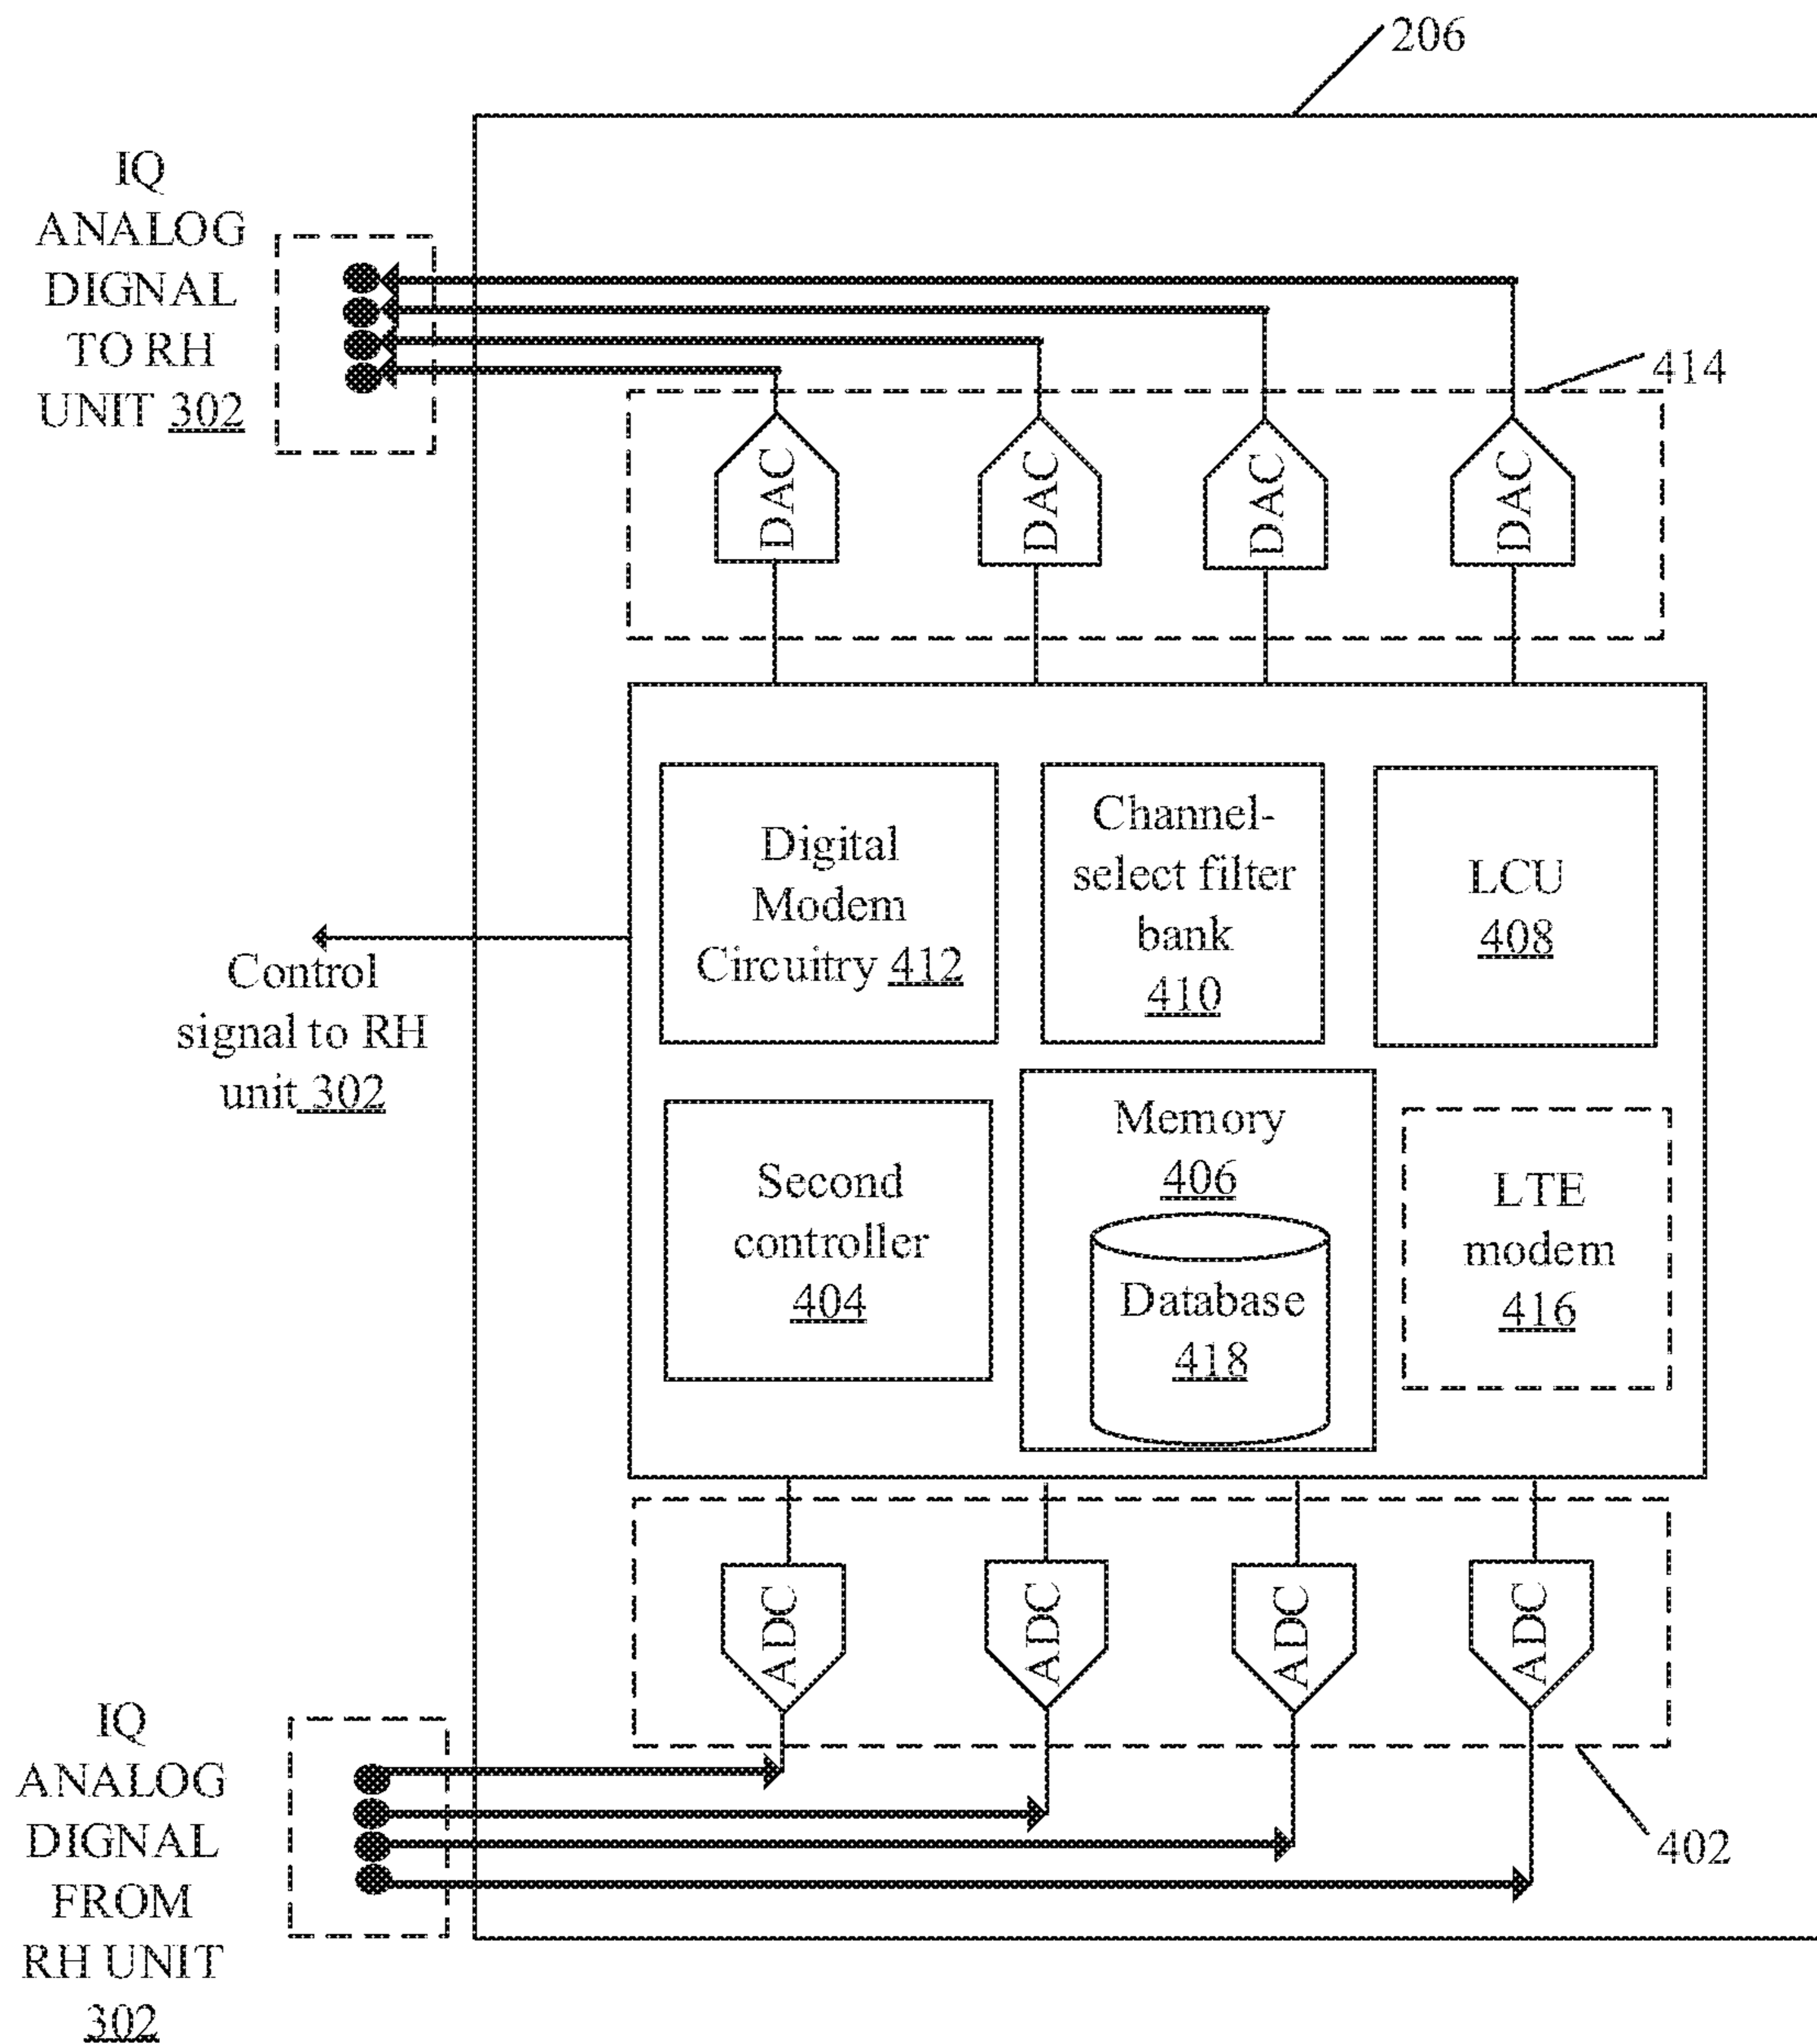 206
IQ
ANALOG
DIGNAL
TO RH
UNIT 302
414
DAC
DAC
DAC
DAC
Digital
Modem
Circuitry 412
Channel-
select filter
bank
410
LCU
408
Control
signal to RH
unit 302
Second
controller
404
Memory
406
Database
418
LTE
modem
416
ADC
ADC
ADC
ADC
IQ
ANALOG
DIGNAL
FROM
RH UNIT
302
402